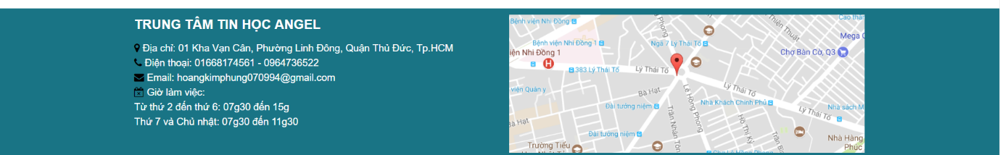 TRUNG TÂM TIN HỌC ANGEL
Địa chỉ: 01 Kha Vạn Cân, Phường Linh Đông, Quận Thủ Đức, Tp.HCM
Điện thoại: 01668174561 - 0964736522
Email: hoangkimphung070994@gmail.com
Giờ làm việc:
Từ thứ 2 đến thứ 6: 07g30 đến 15g
Thứ 7 và Chủ nhật: 07g30 đến 11g30
Bệnh viện Nhi Đồng
Bệnh viện Nhi Đồng 1
iện Nhi Đồng 1
H
Phong
Ngã 7 Lý Thái Tổ
Thiện Thuật
Cao thăn
Mega
Chợ Bàn Cờ, Q3
383 Lý Thái Tổ
Lý Thái Tổ
viện Quân y
Bà Hạt
Lý Thái Tổ
Đài tưởng niệm
Lê Hồng Phong
Nhà Khách Chính Phủ
Lý Thái Tổ
Nhà sách M
Bà Hạt
Trần Nhân Tôn
Hồ Thị Kỷ
Đài tưởng niệm
Trần Bì
Nhà Hàng
Phúc
Trường Tiểu